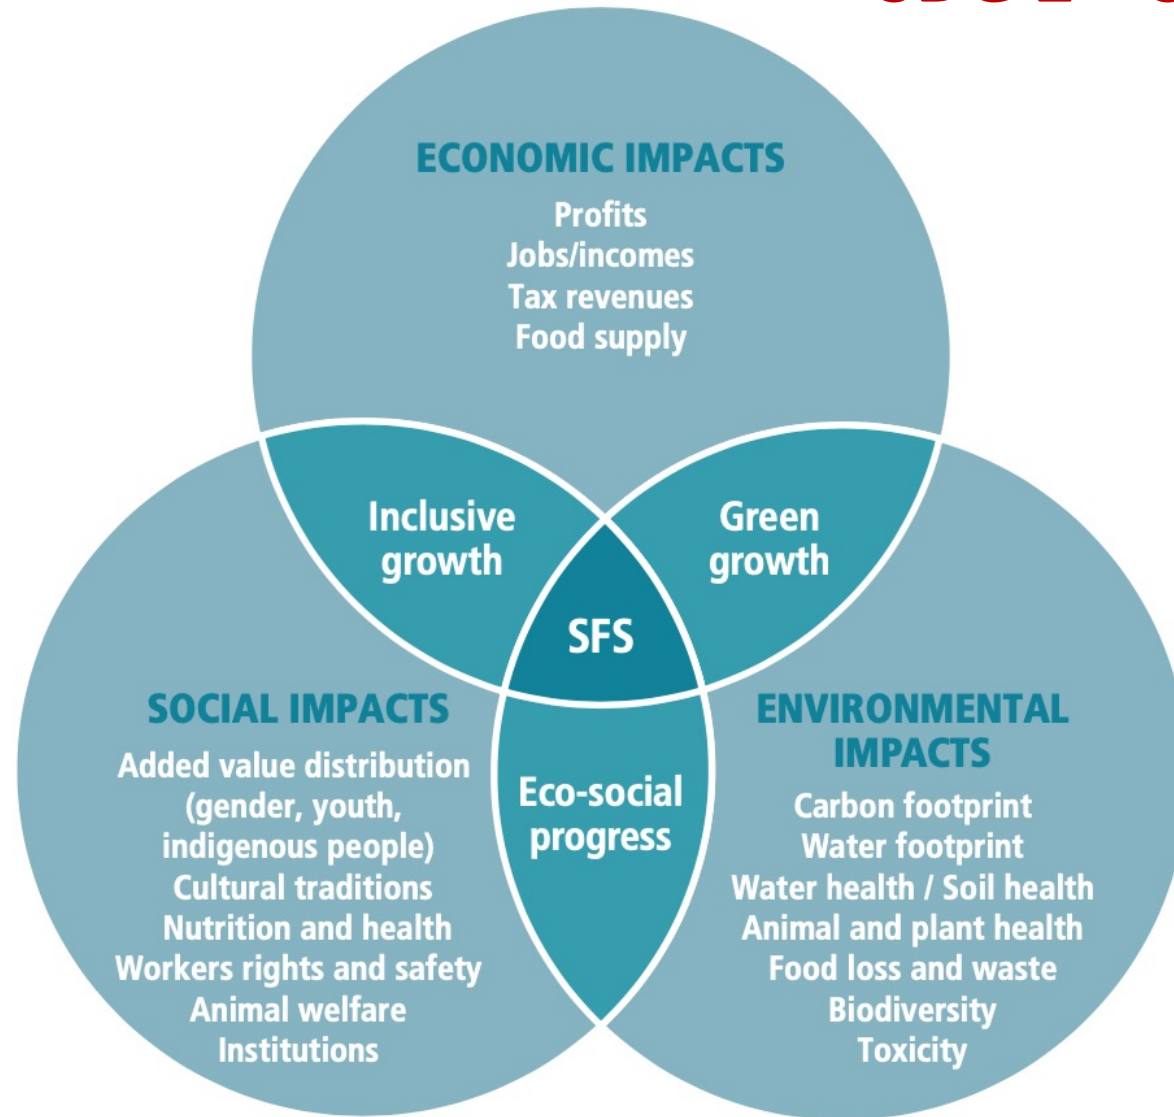 ECONOMIC IMPACTS
Profits
Jobs/incomes
Tax revenues
Food supply
Inclusive
growth
Green
growth
SFS
SOCIAL IMPACTS
Added value distribution
(gender, youth,
indigenous people)
Cultural traditions
Nutrition and health
Workers rights and safety
Animal welfare
Institutions
Eco-social
progress
ENVIRONMENTAL
IMPACTS
Carbon footprint
Water footprint
Water health / Soil health
Animal and plant health
Food loss and waste
Biodiversity
Toxicity